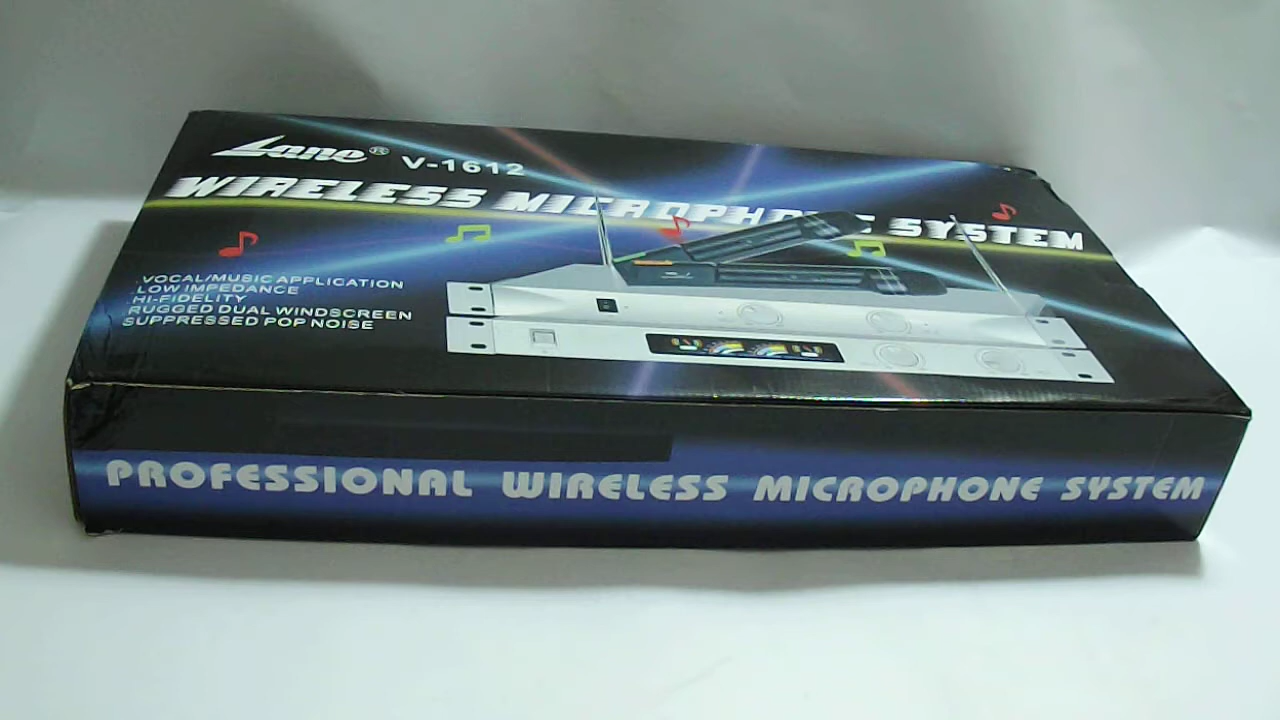 Lane® V-1612
WIRELESS MICROPHONE SYSTEM
VOCAL/MUSIC APPLICATION
LOW IMPEDANCE
HI-FIDELITY
RUGGED DUAL WINDSCREEN
SUPPRESSED POP NOISE
PROFESSIONAL WIRELESS MICROPHONE SYSTEM